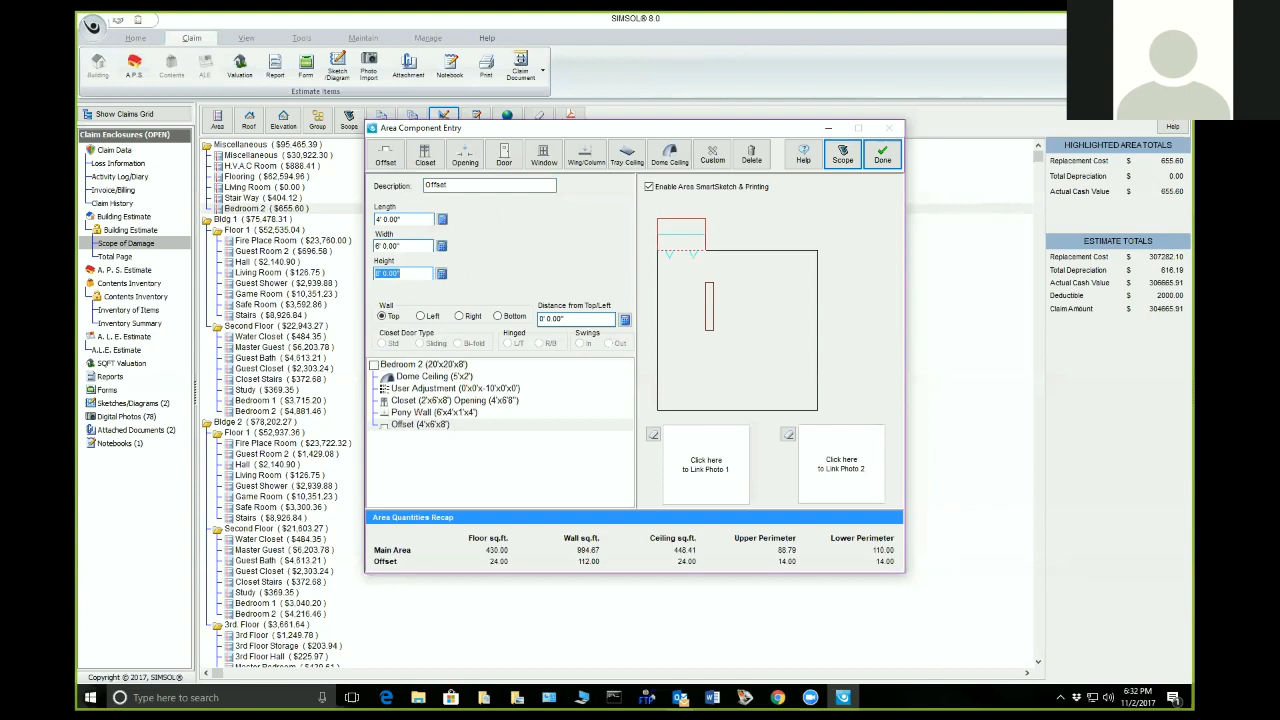 SIMSOL® 8.0
Home Claim View Tools Maintain Manage Help
Building A.P.S. Contents ALE Valuation Report Form Sketch /Diagram Photo Import Attachment Notebook Print Claim Document
Estimate Items
Show Claims Grid
Area Roof Elevation Group Scope
Help
Claim Enclosures (OPEN)
Claim Data
Loss Information
Activity Log/Diary
Invoice/Billing
Claim History
Building Estimate
Building Estimate
Scope of Damage
Total Page
A. P. S. Estimate
Contents Inventory
Contents Inventory
Inventory of Items
Inventory Summary
A. L. E. Estimate
A.L.E. Estimate
SQFT Valuation
Reports
Forms
Sketches/Diagrams (2)
Digital Photos (78)
Attached Documents (2)
Notebooks (1)
Copyright © 2017, SIMSOL®
Miscellaneous ($95,465.39 )
Miscellaneous ($30,922.30 )
H.V.A.C Room ( $888.41 )
Flooring ( $62,594.96 )
Living Room ( $0.00 )
Stair Way ( $404.12 )
Bedroom 2 ( $655.60 )
Bldg 1 ( $75,478.31 )
Floor 1 ( $52,535.04 )
Fire Place Room ( $23,760.00 )
Guest Room 2 ( $696.58 )
Hall ( $2,140.90 )
Living Room ( $126.75 )
Guest Shower ( $2,939.88 )
Game Room ( $10,351.23 )
Safe Room ( $3,592.86 )
Stairs ( $8,926.84 )
Second Floor ( $22,943.27 )
Water Closet ( $484.35 )
Master Guest ( $6,203.78 )
Guest Bath ( $4,613.21 )
Guest Closet ( $2,303.24 )
Closet Stairs ( $372.68 )
Study ( $369.35 )
Bedroom 1 ( $3,715.20 )
Bedroom 2 ( $4,881.46 )
Bldge 2 ( $78,202.27 )
Floor 1 ( $52,937.36 )
Fire Place Room ( $23,722.32 )
Guest Room 2 ( $1,429.08 )
Hall ( $2,140.90 )
Living Room ( $126.75 )
Guest Shower ( $2,939.88 )
Game Room ( $10,351.23 )
Safe Room ( $3,300.36 )
Stairs ( $8,926.84 )
Second Floor ( $21,603.27 )
Water Closet ( $484.35 )
Master Guest ( $6,203.78 )
Guest Bath ( $4,613.21 )
Guest Closet ( $2,303.24 )
Closet Stairs ( $372.68 )
Study ( $369.35 )
Bedroom 1 ( $3,040.20 )
Bedroom 2 ( $4,216.46 )
3rd. Floor ( $3,661.64 )
3rd Floor ( $1,249.78 )
3rd Floor Storage ( $203.94 )
3rd Floor Hall ( $225.97 )
Area Component Entry
Offset Closet Opening Door Window Wing/Column Tray Ceiling Dome Ceiling Custom Delete Help Scope Done
Description: Offset
Length
4' 0.00"
Width
6' 0.00"
Height
8' 0.00"
Wall
Top Left Right Bottom
Distance from Top/Left
0' 0.00"
Closet Door Type
Std Sliding Bi-fold
Hinged
L/T R/B
Swings
In Out
Bedroom 2 (20'x20'x8')
Dome Ceiling (5'x2')
User Adjustment (0'x0'x-10'x0'x0')
Closet (2'x6'x8') Opening (4'x6'8")
Pony Wall (6'x4'x1'x4')
Offset (4'x6'x8')
Enable Area SmartSketch & Printing
Click here to Link Photo 1
Click here to Link Photo 2
Area Quantities Recap
Floor sq.ft. Wall sq.ft. Ceiling sq.ft. Upper Perimeter Lower Perimeter
Main Area 430.00 994.67 448.41 88.79 110.00
Offset 24.00 112.00 24.00 14.00 14.00
HIGHLIGHTED AREA TOTALS
Replacement Cost $ 655.60
Total Depreciation $ 0.00
Actual Cash Value $ 655.60
ESTIMATE TOTALS
Replacement Cost $ 307282.10
Total Depreciation $ 616.19
Actual Cash Value $ 306665.91
Deductible $ 2000.00
Claim Amount $ 304665.91
Type here to search
6:32 PM
11/2/2017